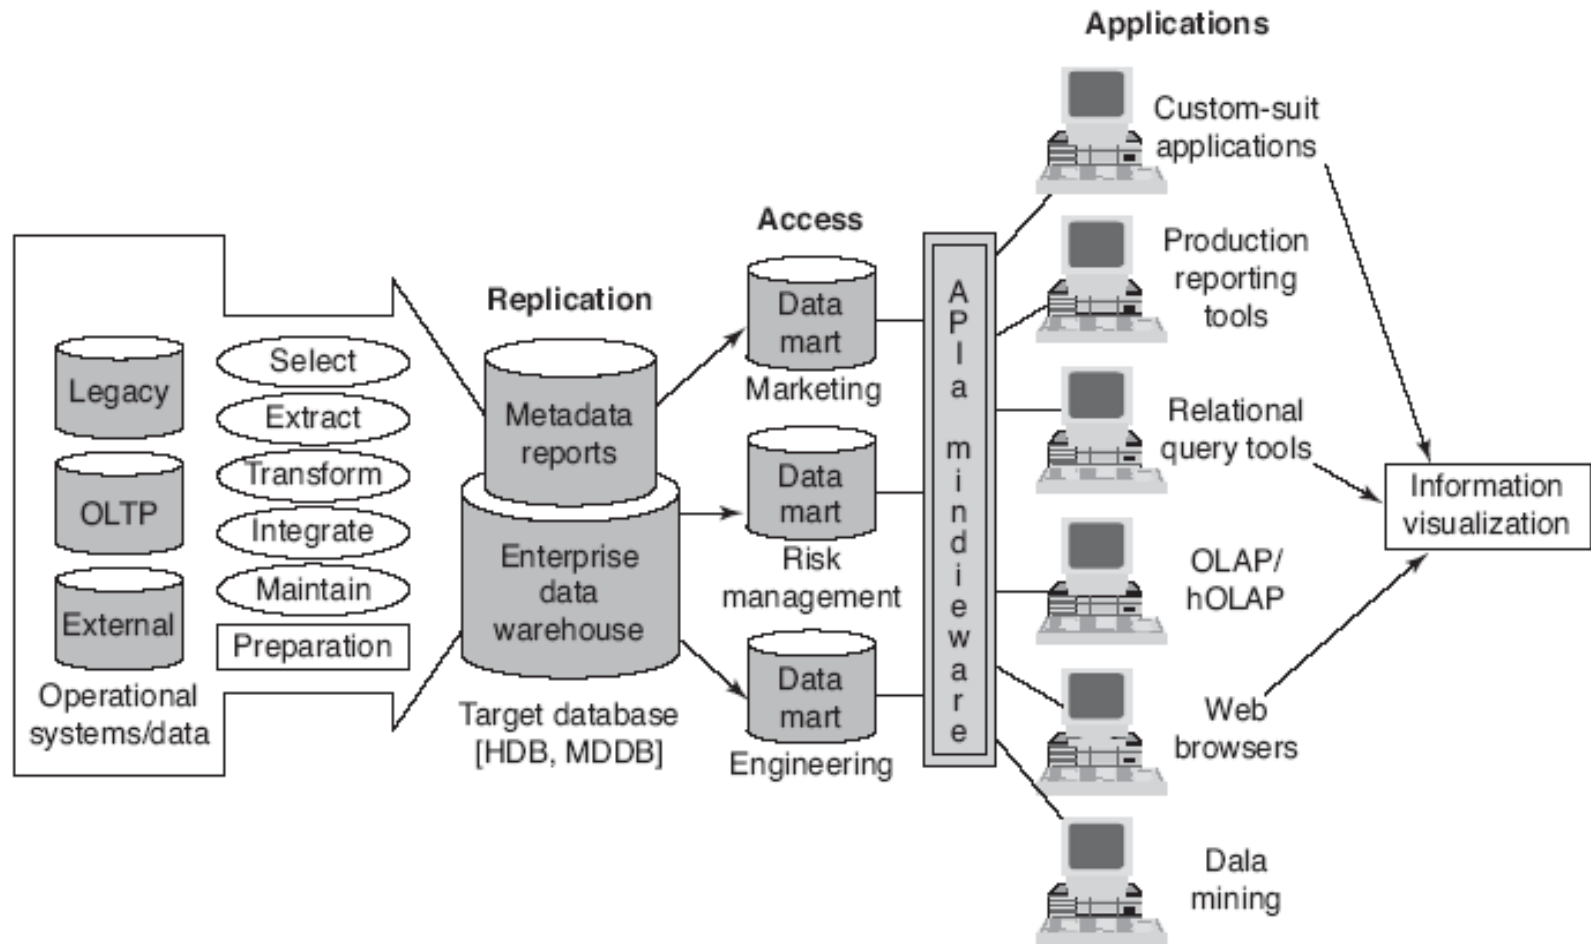 Applications
Custom-suit
applications
Production
reporting
tools
Relational
query tools
OLAP/
hOLAP
Web
browsers
Dala
mining
Information
visualization
Access
Data
mart
Marketing
Data
mart
Risk
management
Data
mart
Engineering
APIa mindieware
Replication
Metadata
reports
Enterprise
data
warehouse
Target database
[HDB, MDDB]
Select
Extract
Transform
Integrate
Maintain
Preparation
Legacy
OLTP
External
Operational
systems/data